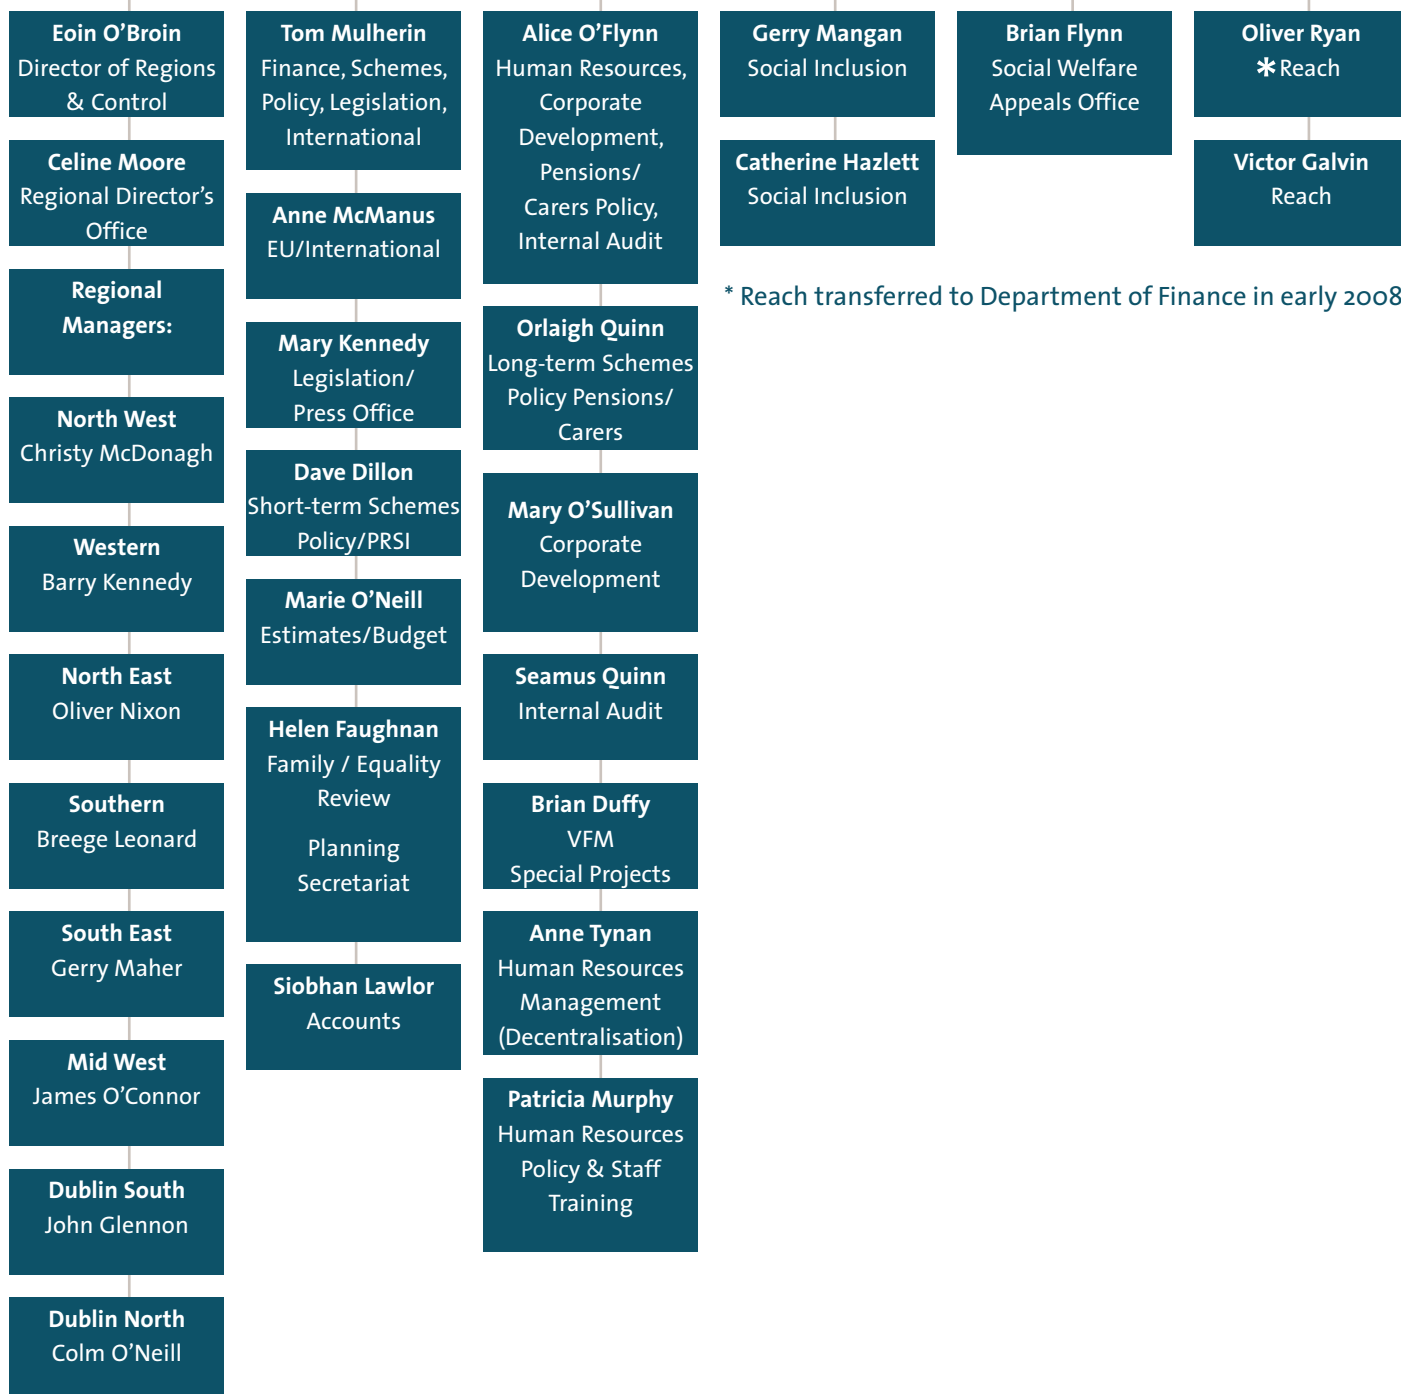 Eoin O’Broin
Director of Regions
& Control
Celine Moore
Regional Director’s
Office
Regional
Managers:
North West
Christy McDonagh
Western
Barry Kennedy
North East
Oliver Nixon
Southern
Breege Leonard
South East
Gerry Maher
Mid West
James O’Connor
Dublin South
John Glennon
Dublin North
Colm O’Neill
Tom Mulherin
Finance, Schemes,
Policy, Legislation,
International
Anne McManus
EU/International
Mary Kennedy
Legislation/
Press Office
Dave Dillon
Short-term Schemes
Policy/PRSI
Marie O’Neill
Estimates/Budget
Helen Faughnan
Family / Equality
Review
Planning
Secretariat
Siobhan Lawlor
Accounts
Alice O’Flynn
Human Resources,
Corporate
Development,
Pensions/
Carers Policy,
Internal Audit
Orlaigh Quinn
Long-term Schemes
Policy Pensions/
Carers
Mary O’Sullivan
Corporate
Development
Seamus Quinn
Internal Audit
Brian Duffy
VFM
Special Projects
Anne Tynan
Human Resources
Management
(Decentralisation)
Patricia Murphy
Human Resources
Policy & Staff
Training
Gerry Mangan
Social Inclusion
Catherine Hazlett
Social Inclusion
Brian Flynn
Social Welfare
Appeals Office
Oliver Ryan
*Reach
Victor Galvin
Reach
* Reach transferred to Department of Finance in early 2008